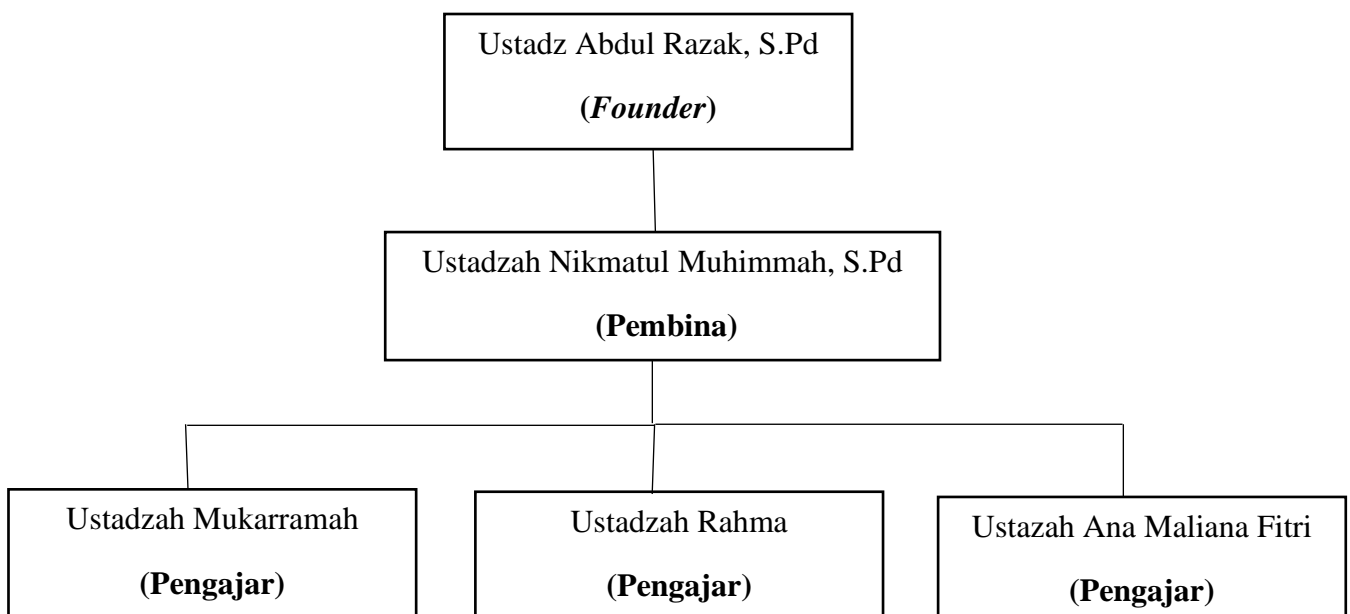 Ustadz Abdul Razak, S.Pd
(Founder)
Ustadzah Nikmatul Muhimmah, S.Pd
(Pembina)
Ustadzah Mukarramah
(Pengajar)
Ustadzah Rahma
(Pengajar)
Ustazah Ana Maliana Fitri
(Pengajar)